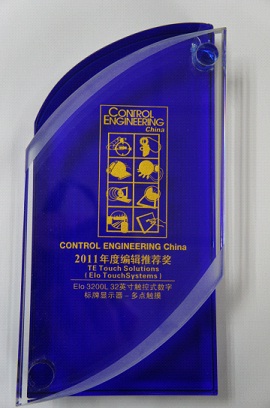 CONTROL
ENGINEERING
China
CONTROL ENGINEERING China
2011年度编辑推荐奖
TE Touch Solutions
(Elo TouchSystems)
Elo 3200L 32英寸触控式数字
标牌显示器－多点触摸